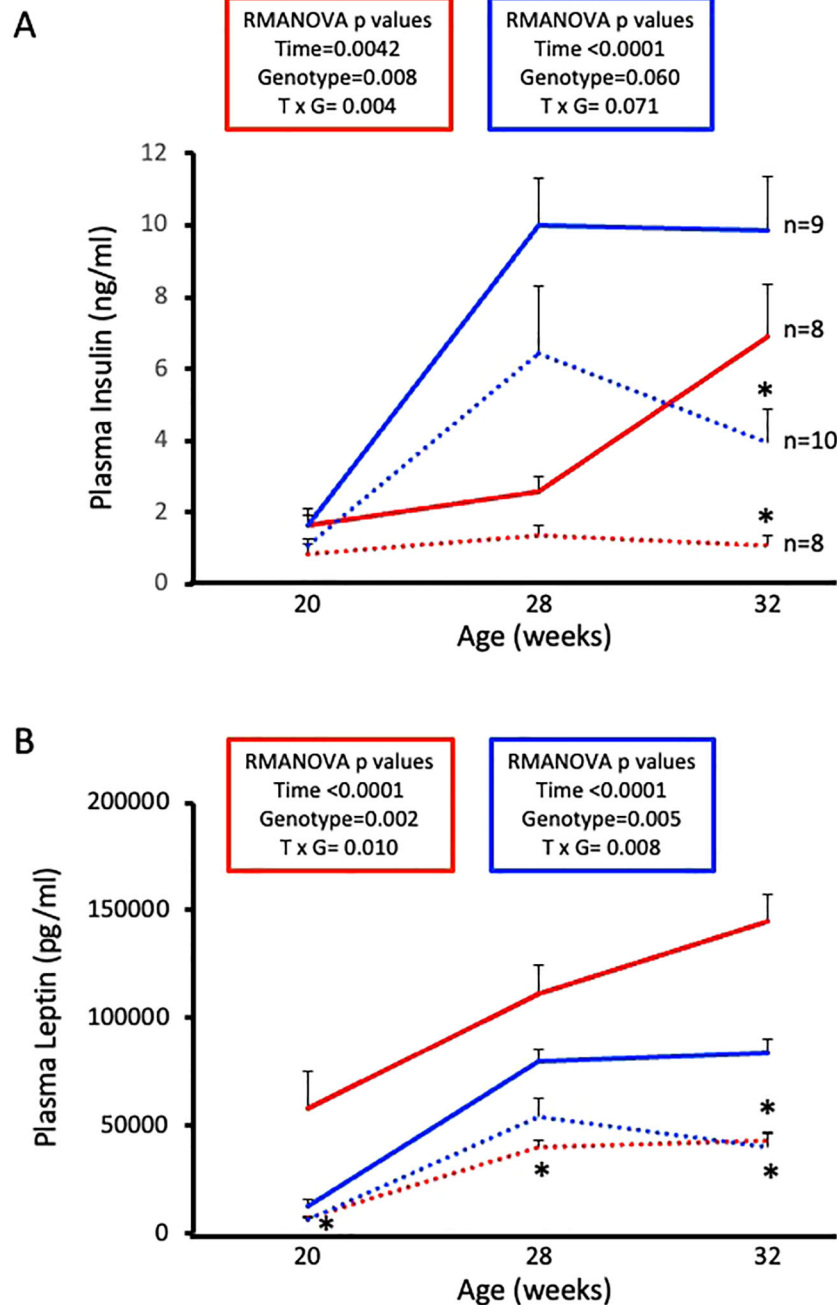 A
RMANOVA p values
Time=0.0042
Genotype=0.008
T x G= 0.004
RMANOVA p values
Time <0.0001
Genotype=0.060
T x G= 0.071
Plasma Insulin (ng/ml)
12
10
8
6
4
2
0
n=9
n=8
*
n=10
*
n=8
20 28 32
Age (weeks)
B
RMANOVA p values
Time <0.0001
Genotype=0.002
T x G= 0.010
RMANOVA p values
Time <0.0001
Genotype=0.005
T x G= 0.008
Plasma Leptin (pg/ml)
200000
150000
100000
50000
0
*
*
*
*
20 28 32
Age (weeks)